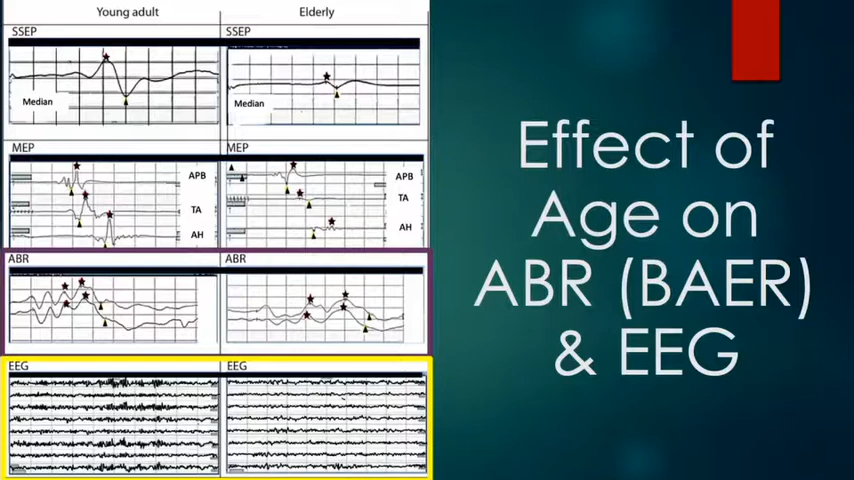 Young adult
Elderly
SSEP
SSEP
Median
Median
MEP
MEP
APB
TA
AH
APB
TA
AH
ABR
ABR
EEG
EEG
Effect of
Age on
ABR (BAER)
& EEG